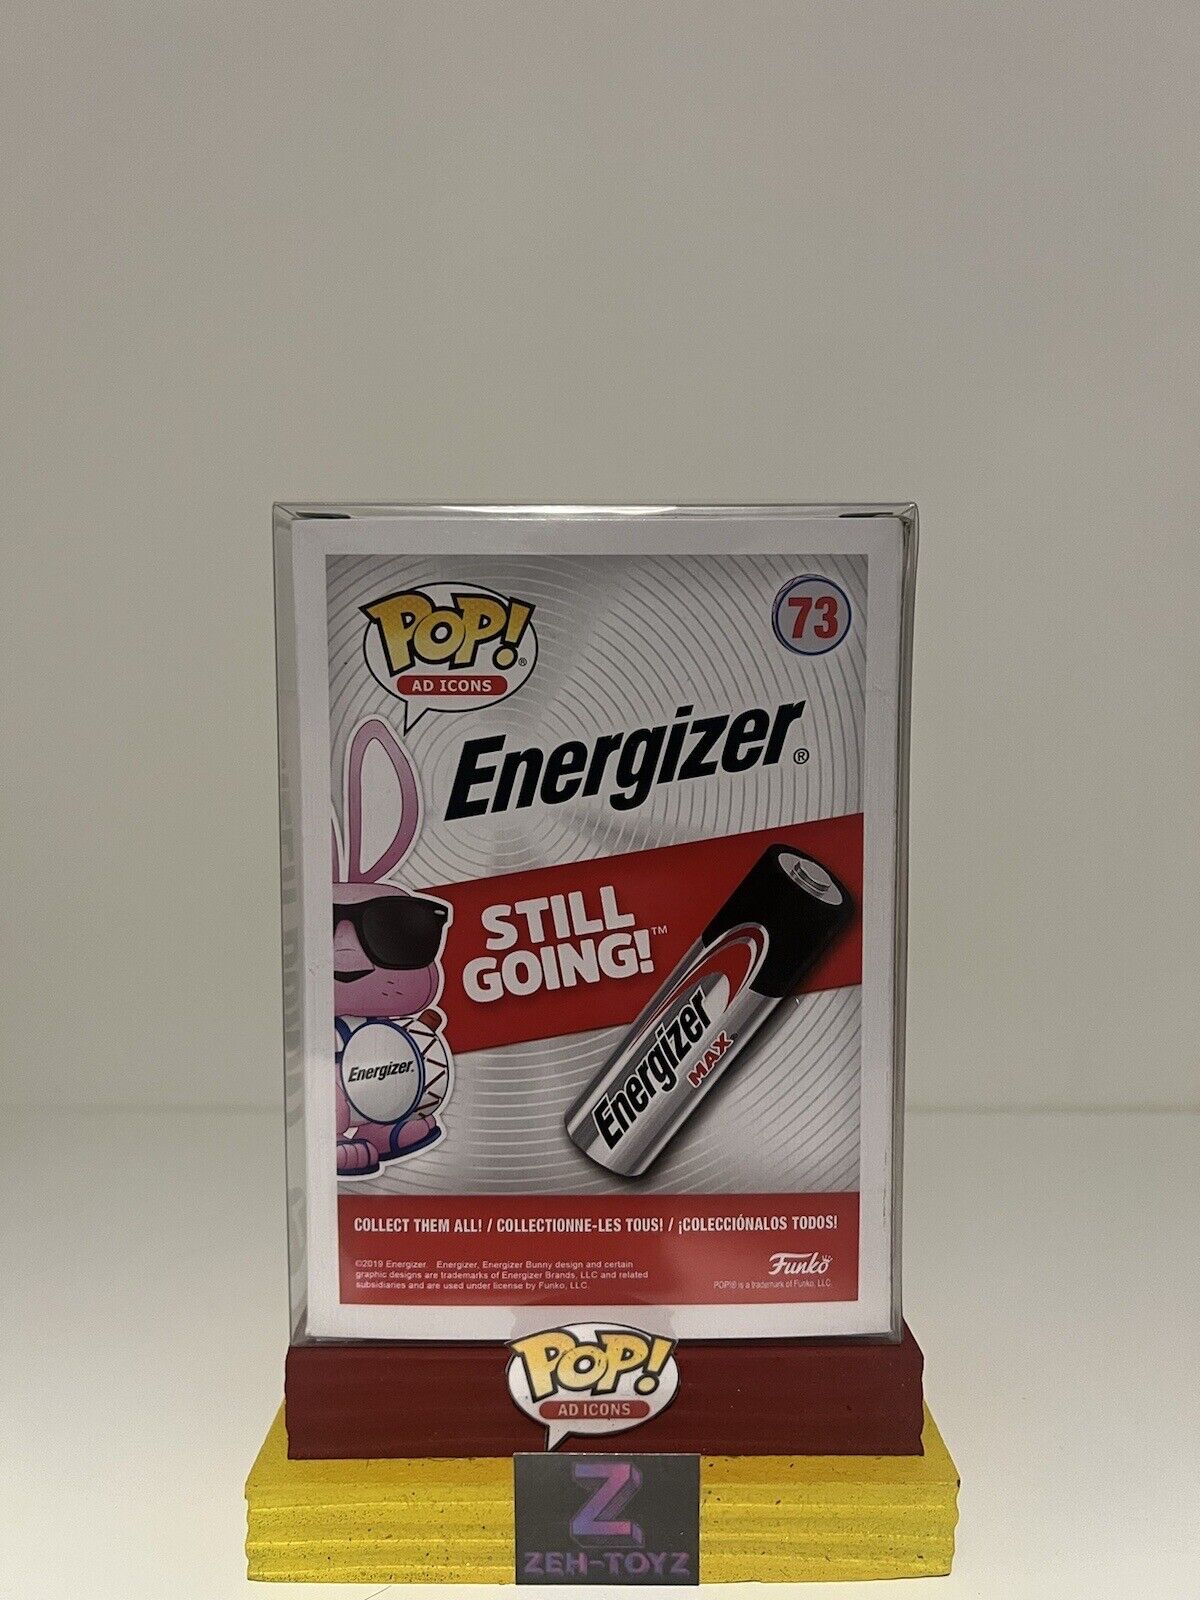 POP!®
AD ICONS
73
Energizer®
STILL
GOING!™
Energizer.
Energizer
MAX®
COLLECT THEM ALL! / COLLECTIONNE-LES TOUS! / ¡COLECCIÓNALOS TODOS!
©2019 Energizer. Energizer, Energizer Bunny design and certain
graphic designs are trademarks of Energizer Brands, LLC and related
subsidiaries and are used under license by Funko, LLC.
Funko
POP!® is a trademark of Funko, LLC.
POP!
AD ICONS
Z
ZEH-TOYZ